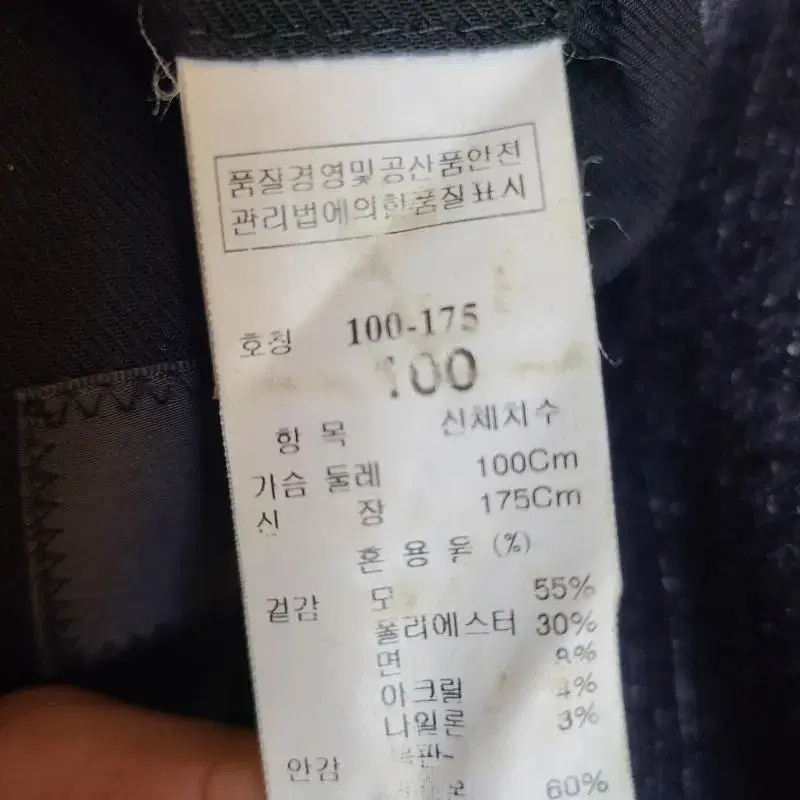 품질경영및공산품안전
관리법에의한품질표시
호칭 100-175
100
항 목 신체치수
가슴 둘레 100Cm
신 장 175Cm
혼 용 율 (%)
겉감 모 55%
폴리에스터 30%
면 8%
아크릴 4%
나일론 3%
안감
60%